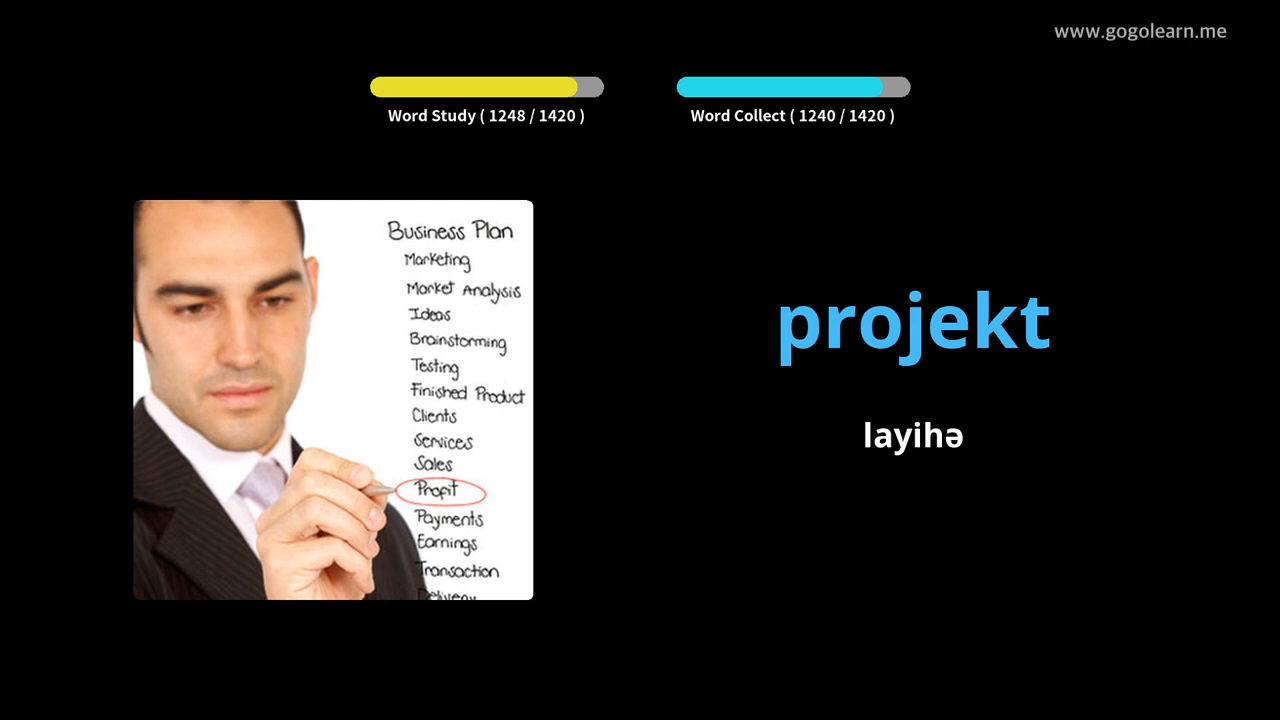 www.gogolearn.me
Word Study ( 1248 / 1420 )
Word Collect ( 1240 / 1420 )
Business Plan
Marketing
Market Analysis
Ideas
Brainstorming
Testing
Finished Product
Clients
Services
Sales
Profit
Payments
Earnings
Transaction
Delivery
projekt
layihə